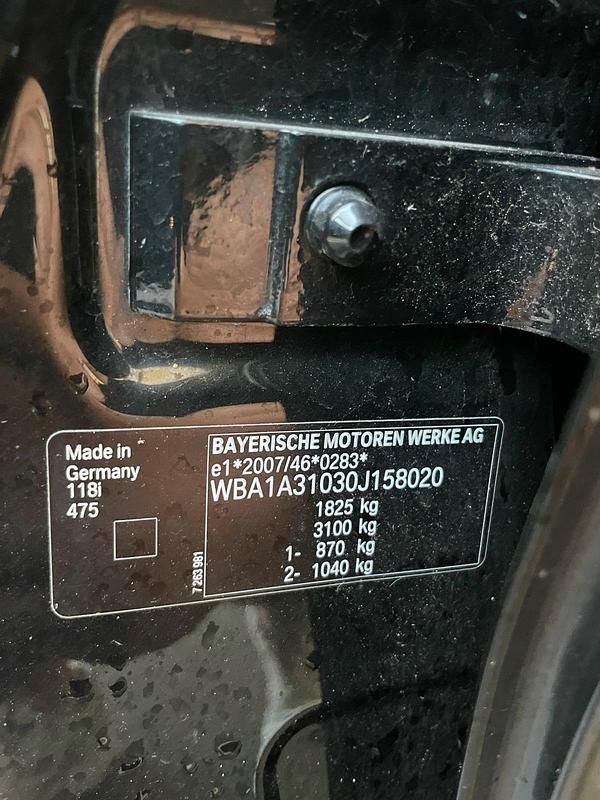 Made in
Germany
118i
475
7 263 981
BAYERISCHE MOTOREN WERKE AG
e1*2007/46*0283*
WBA1A31030J158020
1825 kg
3100 kg
1- 870 kg
2- 1040 kg